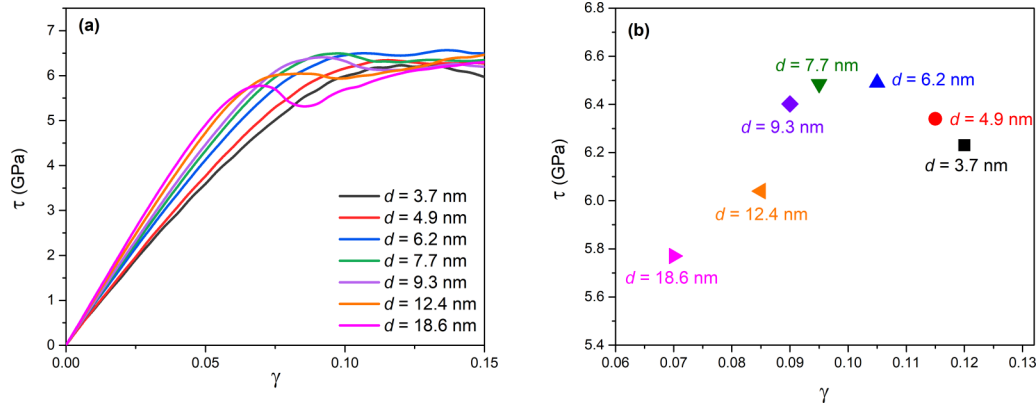 (a)
7
6
5
4
3
2
1
0
τ (GPa)
0.00
0.05
0.10
0.15
γ
d = 3.7 nm
d = 4.9 nm
d = 6.2 nm
d = 7.7 nm
d = 9.3 nm
d = 12.4 nm
d = 18.6 nm
(b)
6.8
6.6
6.4
6.2
6.0
5.8
5.6
5.4
τ (GPa)
0.06
0.07
0.08
0.09
0.10
0.11
0.12
0.13
γ
d = 7.7 nm
d = 6.2 nm
d = 9.3 nm
d = 4.9 nm
d = 3.7 nm
d = 12.4 nm
d = 18.6 nm